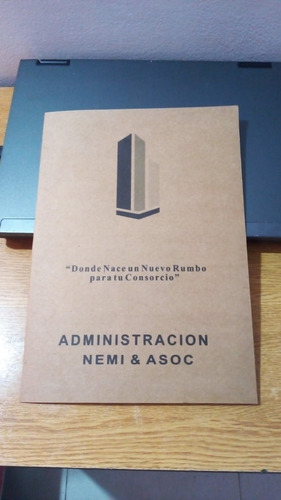 “Donde Nace un Nuevo Rumbo
para tu Consorcio”
ADMINISTRACION
NEMI & ASOC